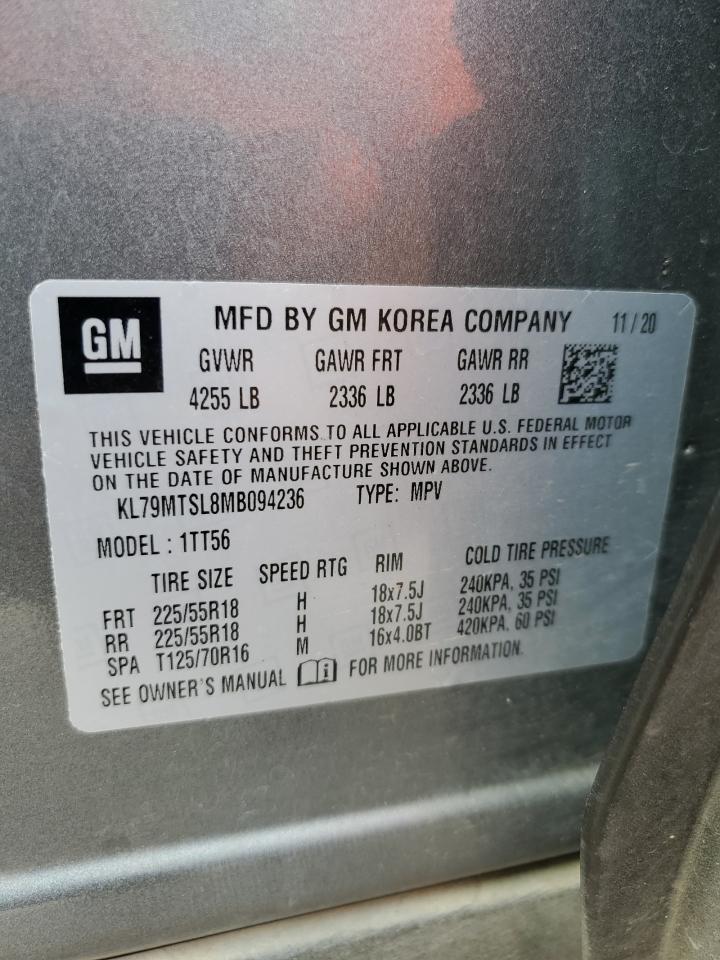 GM
MFD BY GM KOREA COMPANY 11/20
GVWR GAWR FRT GAWR RR
4255 LB 2336 LB 2336 LB
THIS VEHICLE CONFORMS TO ALL APPLICABLE U.S. FEDERAL MOTOR
VEHICLE SAFETY AND THEFT PREVENTION STANDARDS IN EFFECT
ON THE DATE OF MANUFACTURE SHOWN ABOVE.
KL79MTSL8MB094236 TYPE: MPV
MODEL : 1TT56
TIRE SIZE SPEED RTG RIM COLD TIRE PRESSURE
FRT 225/55R18 H 18x7.5J 240KPA, 35 PSI
RR 225/55R18 H 18x7.5J 240KPA, 35 PSI
SPA T125/70R16 M 16x4.0BT 420KPA, 60 PSI
SEE OWNER'S MANUAL FOR MORE INFORMATION.